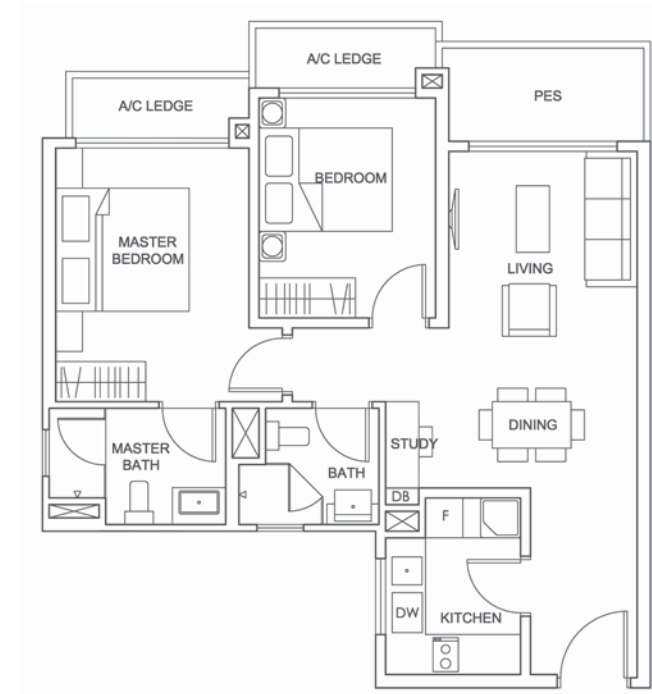 A/C LEDGE
A/C LEDGE
PES
BEDROOM
MASTER
BEDROOM
LIVING
DINING
STUDY
MASTER
BATH
BATH
DB
F
DW
KITCHEN